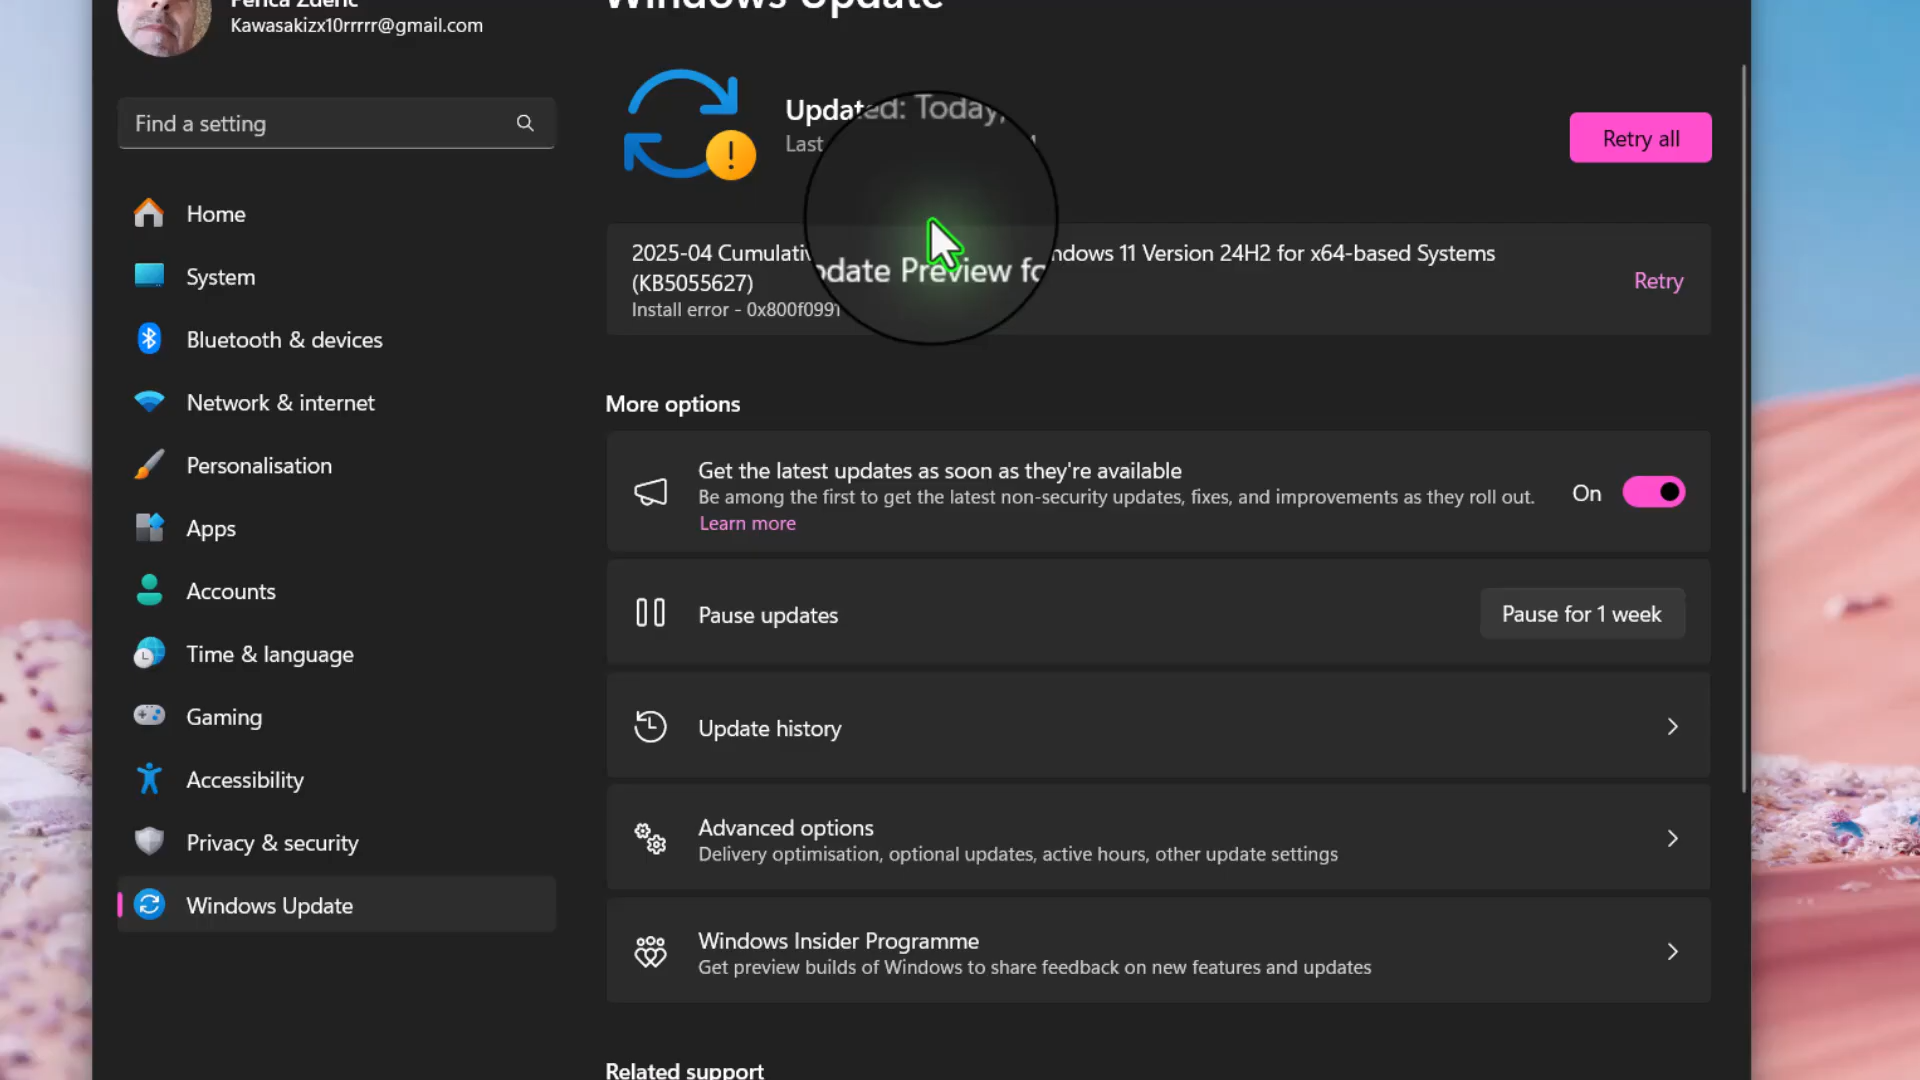 Perica Zderic
Windows Update
Kawasakizx10rrrrr@gmail.com
Find a setting
Home
System
Bluetooth & devices
Network & internet
Personalisation
Apps
Accounts
Time & language
Gaming
Accessibility
Privacy & security
Windows Update
Updated: Today,
Last
Retry all
2025-04 Cumulativ pdate Preview fo ndows 11 Version 24H2 for x64-based Systems
(KB5055627)
Install error - 0x800f0991
Retry
More options
Get the latest updates as soon as they're available
Be among the first to get the latest non-security updates, fixes, and improvements as they roll out.
Learn more
On
Pause updates
Pause for 1 week
Update history
Advanced options
Delivery optimisation, optional updates, active hours, other update settings
Windows Insider Programme
Get preview builds of Windows to share feedback on new features and updates
Related support